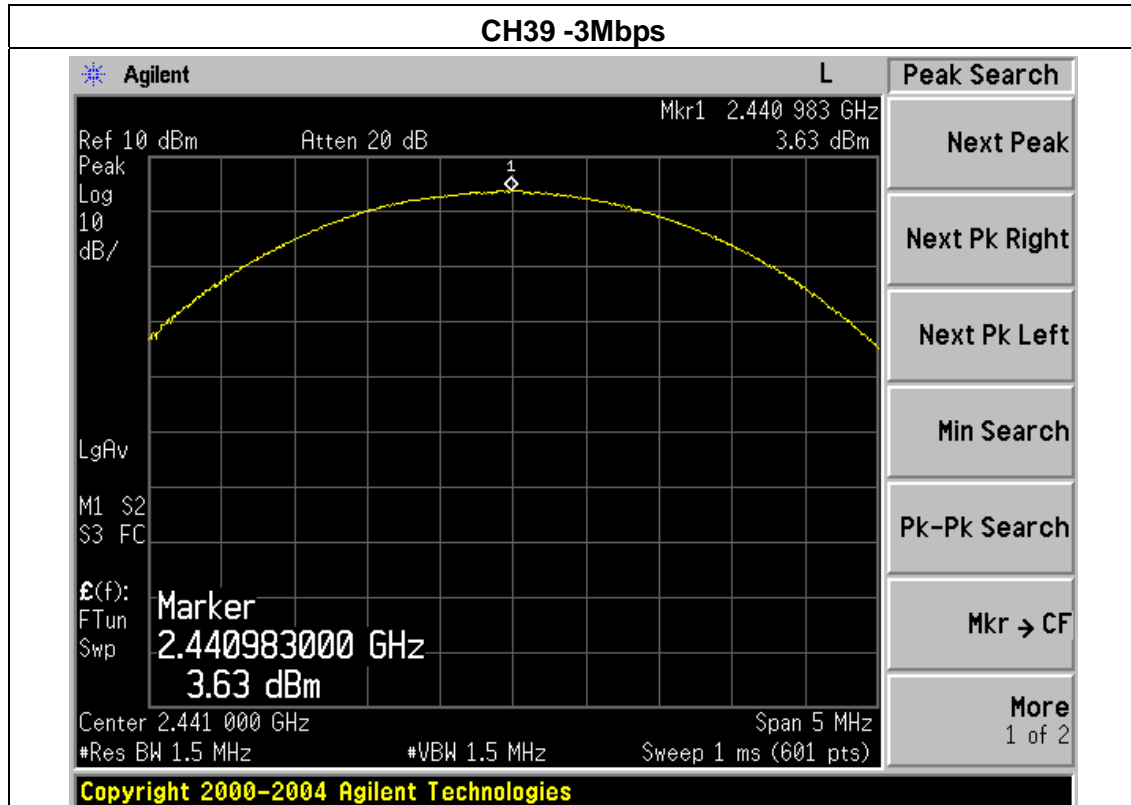 CH39 -3Mbps
Agilent L Peak Search
Mkr1 2.440 983 GHz
Ref 10 dBm Atten 20 dB 3.63 dBm
Peak
Log
10
dB/
1
LgAv
M1 S2
S3 FC
£(f):
FTun
Swp
Marker
2.440983000 GHz
3.63 dBm
Center 2.441 000 GHz Span 5 MHz
#Res BW 1.5 MHz #VBW 1.5 MHz Sweep 1 ms (601 pts)
Next Peak
Next Pk Right
Next Pk Left
Min Search
Pk-Pk Search
Mkr → CF
More
1 of 2
Copyright 2000-2004 Agilent Technologies